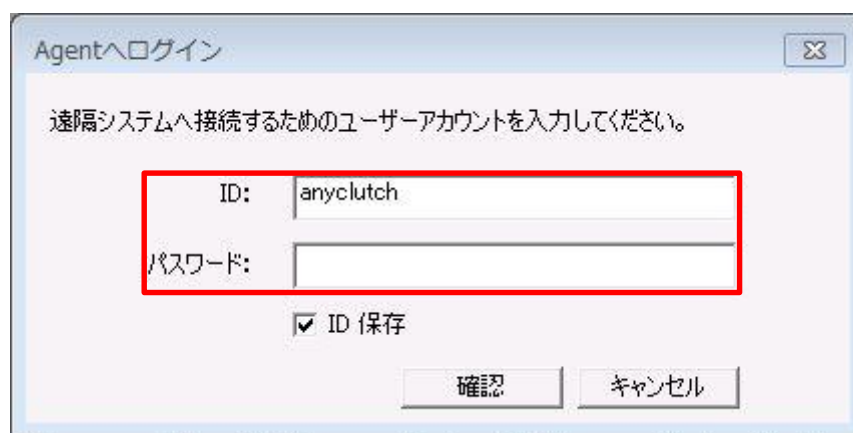 Agentへログイン
遠隔システムへ接続するためのユーザーアカウントを入力してください。
ID: anyclutch
パスワード:
ID 保存
確認 キャンセル